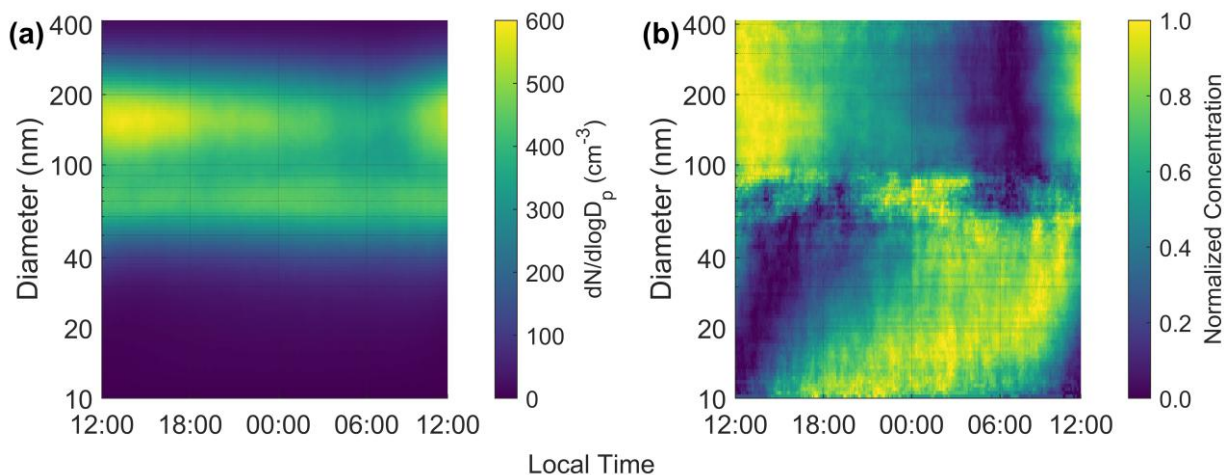 (a)
400
200
100
40
20
10
Diameter (nm)
12:00 18:00 00:00 06:00 12:00
600
500
400
300
200
100
0
dN/dlogD_p (cm⁻³)
(b)
400
200
100
40
20
10
Diameter (nm)
12:00 18:00 00:00 06:00 12:00
1.0
0.8
0.6
0.4
0.2
0.0
Normalized Concentration
Local Time